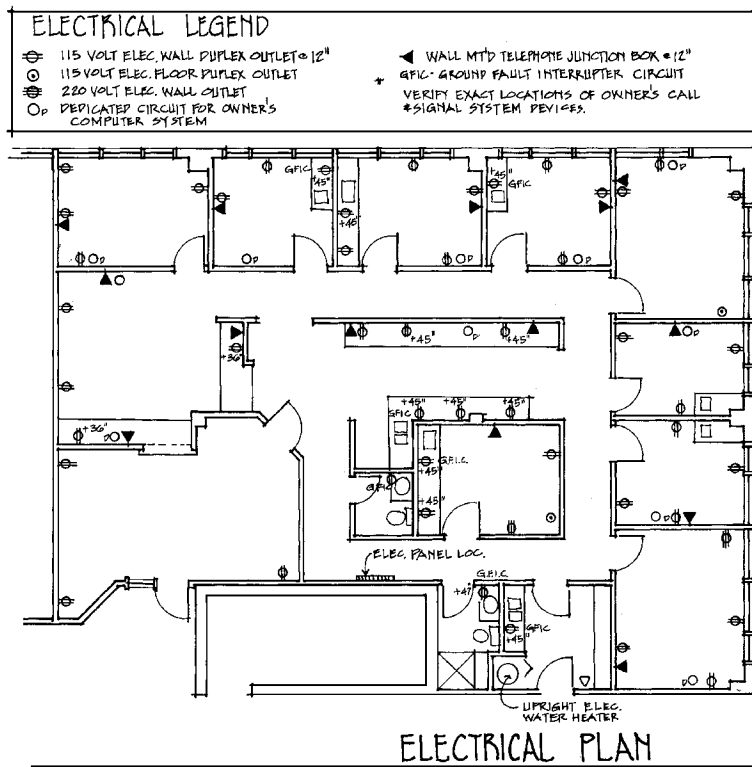 ELECTRICAL LEGEND
115 VOLT ELEC. WALL DUPLEX OUTLET @ 12"
115 VOLT ELEC. FLOOR DUPLEX OUTLET
220 VOLT ELEC. WALL OUTLET
D DEDICATED CIRCUIT FOR OWNER'S
COMPUTER SYSTEM
WALL MT'D TELEPHONE JUNCTION BOX @ 12"
* GFIC - GROUND FAULT INTERRUPTER CIRCUIT
VERIFY EXACT LOCATIONS OF OWNER'S CALL
& SIGNAL SYSTEM DEVICES.
GFIC
+45"
+45"
+45"
GFIC
D
D
D
D
D
+36"
+45"
D
+45"
D
+36"
D
+45"
+45"
+45"
GFIC
G.F.I.C.
+45"
GFIC
+45"
D
ELEC. PANEL LOC.
G.F.I.C
+47"
GFIC
+45"
D
UPRIGHT ELEC.
WATER HEATER
ELECTRICAL PLAN